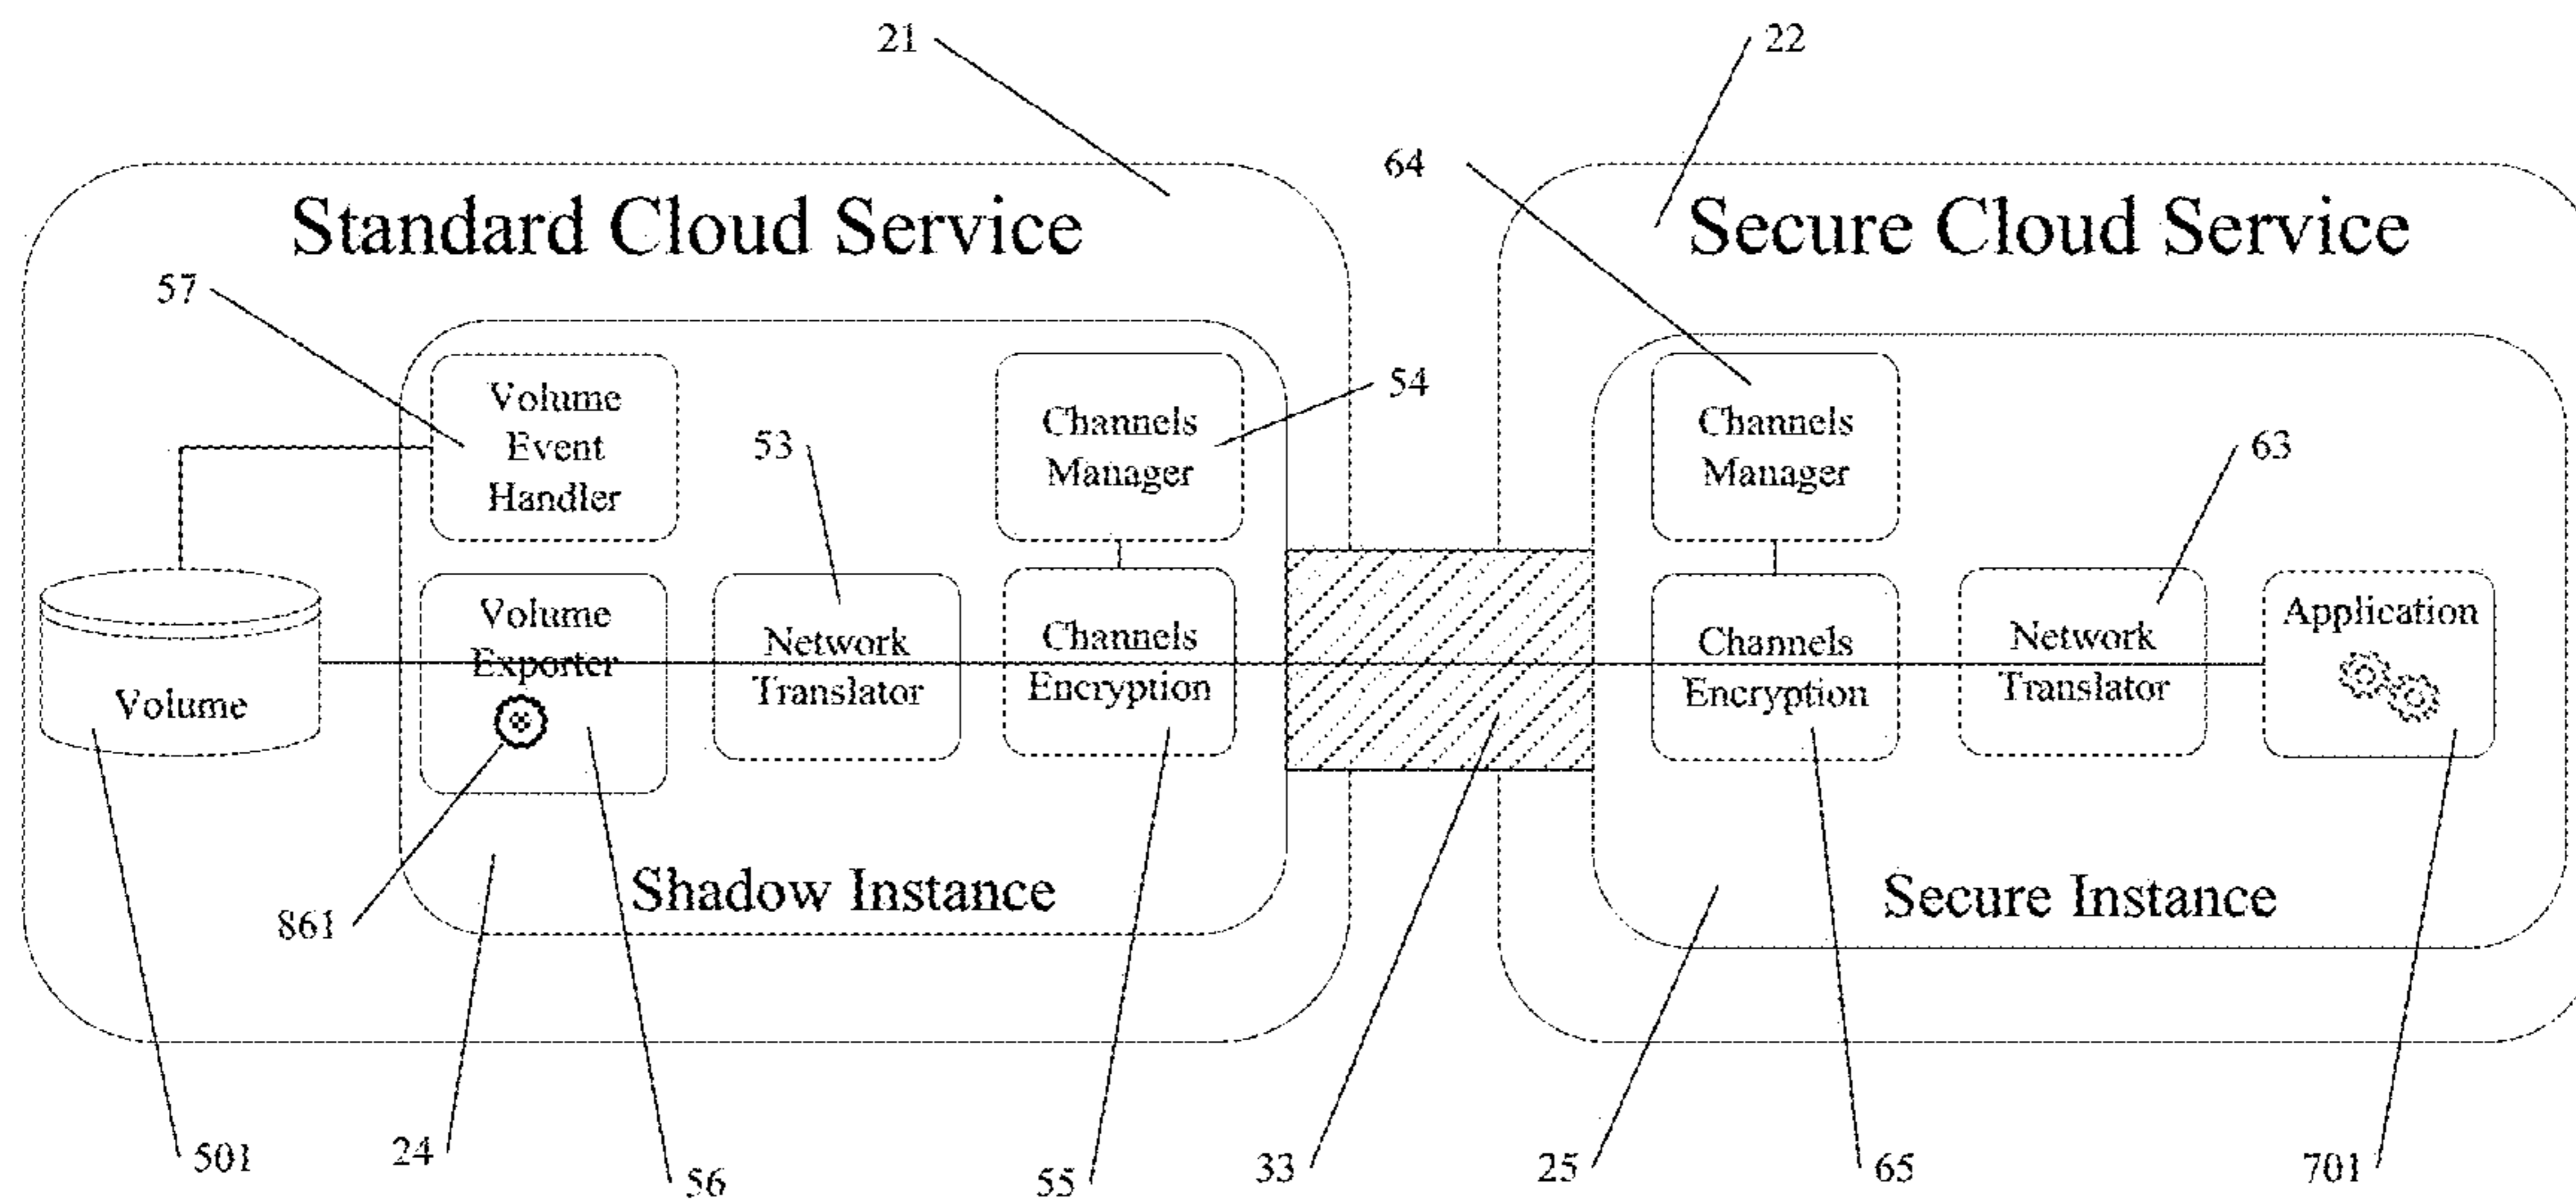 21
22
64
Standard Cloud Service
Secure Cloud Service
57
Volume
Event
Handler
53
Channels
Manager
54
Channels
Manager
63
Volume
Volume
Exporter
Network
Translator
Channels
Encryption
Channels
Encryption
Network
Translator
Application
Shadow Instance
Secure Instance
861
501
24
56
55
33
25
65
701